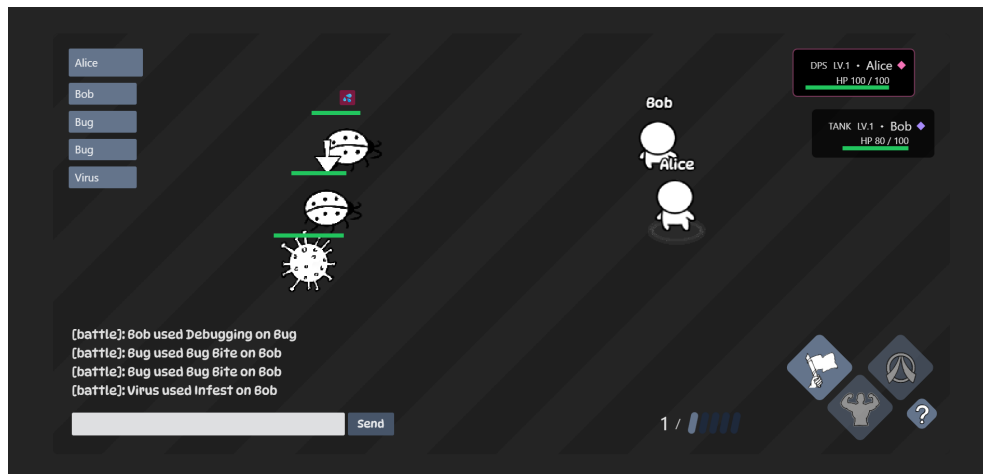 Alice
Bob
Bug
Bug
Virus
DPS LV.1 • Alice
HP 100 / 100
TANK LV.1 • Bob
HP 80 / 100
Bob
Alice
[battle]: Bob used Debugging on Bug
[battle]: Bug used Bug Bite on Bob
[battle]: Bug used Bug Bite on Bob
[battle]: Virus used Infest on Bob
Send
1 /
?